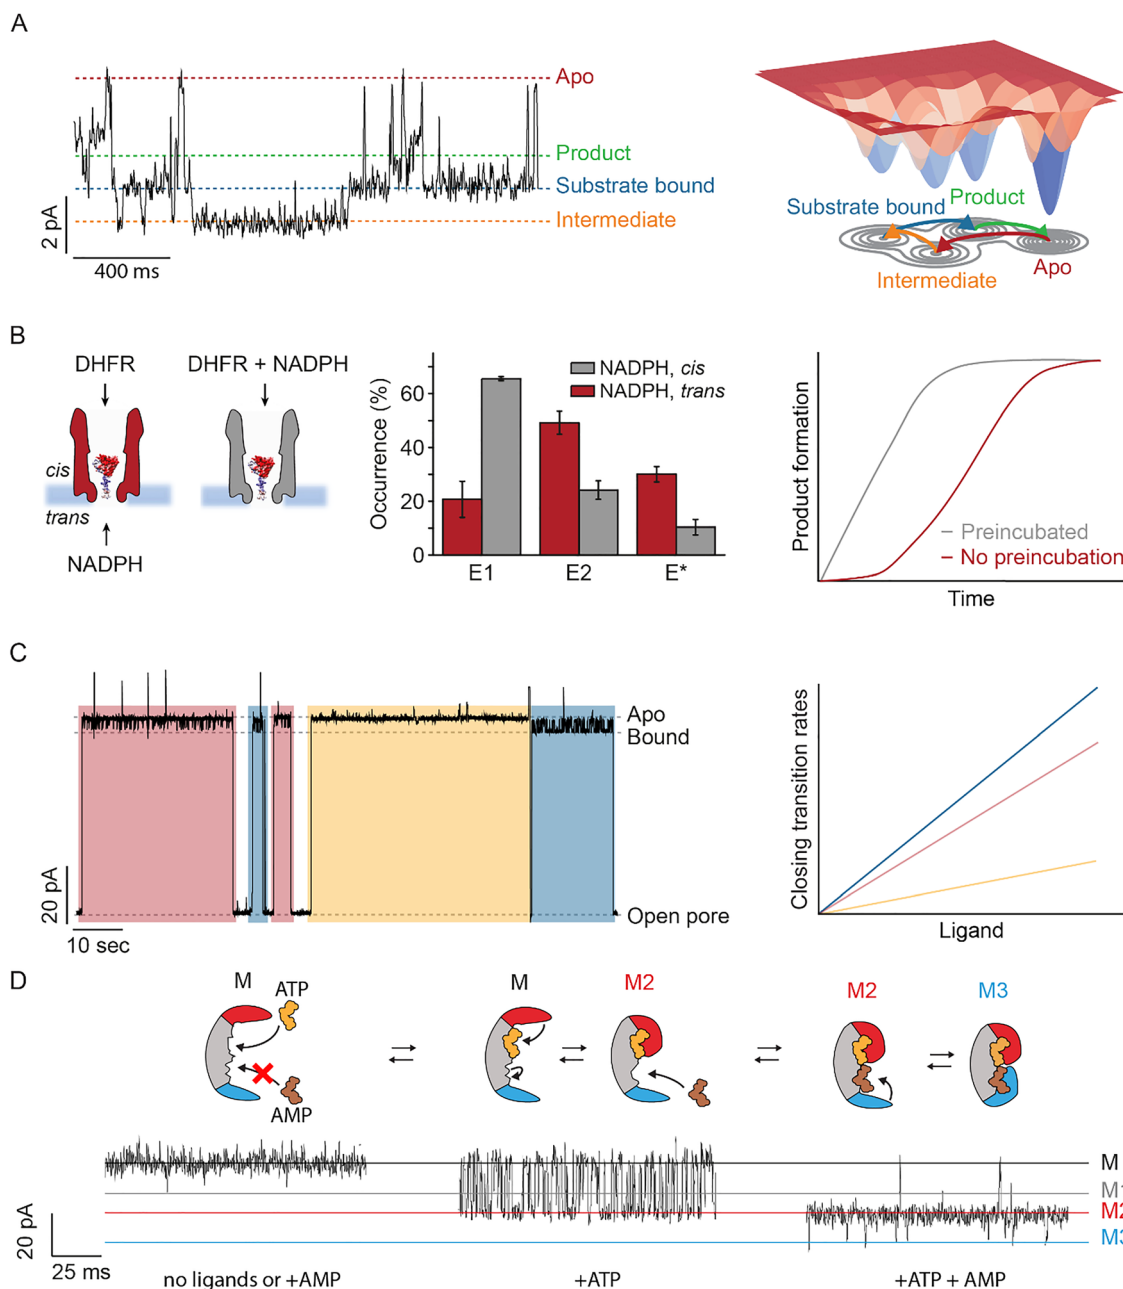 A
Apo
Product
Substrate bound
Intermediate
2 pA
400 ms
Product
Substrate bound
Intermediate
Apo
B
DHFR
DHFR + NADPH
cis
trans
NADPH
Occurrence (%)
60
40
20
0
NADPH, cis
NADPH, trans
E1
E2
E*
Product formation
Preincubated
No preincubation
Time
C
Apo
Bound
Open pore
20 pA
10 sec
Closing transition rates
Ligand
D
M
ATP
AMP
M
M2
M2
M3
M
M1
M2
M3
20 pA
25 ms
no ligands or +AMP
+ATP
+ATP + AMP